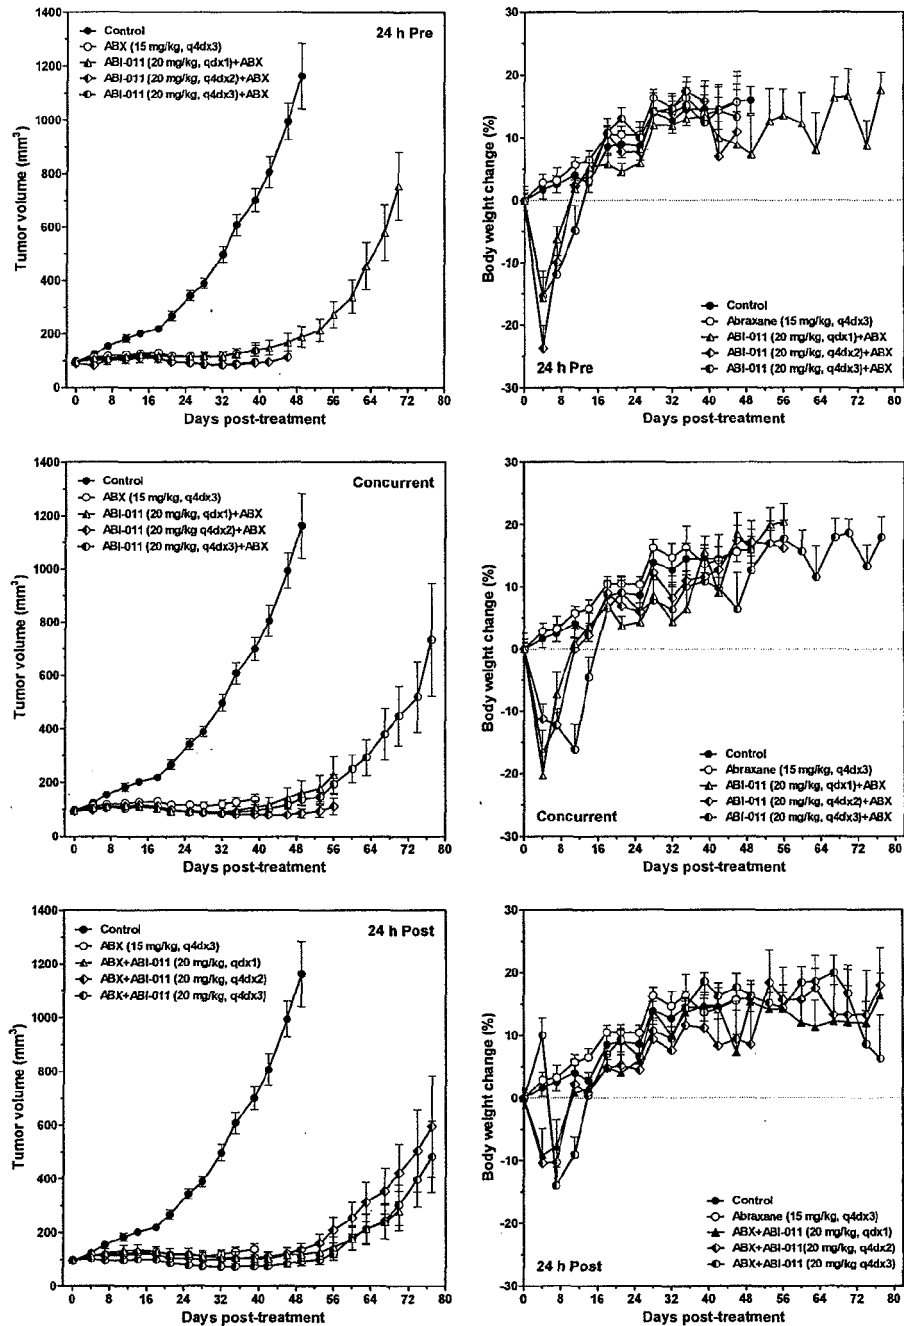 24 h Pre
Control
ABX (15 mg/kg, q4dx3)
ABI-011 (20 mg/kg, qdx1)+ABX
ABI-011 (20 mg/kg, q4dx2)+ABX
ABI-011 (20 mg/kg, q4dx3)+ABX
Tumor volume (mm³)
1400
1200
1000
800
600
400
200
0
0 8 16 24 32 40 48 56 64 72 80
Days post-treatment
Body weight change (%)
30
20
10
0
-10
-20
-30
Control
Abraxane (15 mg/kg, q4dx3)
ABI-011 (20 mg/kg, qdx1)+ABX
ABI-011 (20 mg/kg, q4dx2)+ABX
ABI-011 (20 mg/kg, q4dx3)+ABX
24 h Pre
0 8 16 24 32 40 48 56 64 72 80
Days post-treatment
Concurrent
Control
ABX (15 mg/kg, q4dx3)
ABI-011 (20 mg/kg, qdx1)+ABX
ABI-011 (20 mg/kg q4dx2)+ABX
ABI-011 (20 mg/kg, q4dx3)+ABX
Tumor volume (mm³)
1400
1200
1000
800
600
400
200
0
0 8 16 24 32 40 48 56 64 72 80
Days post-treatment
Body weight change (%)
30
20
10
0
-10
-20
-30
Control
Abraxane (15 mg/kg, q4dx3)
ABI-011 (20 mg/kg, qdx1)+ABX
ABI-011 (20 mg/kg, q4dx2)+ABX
ABI-011 (20 mg/kg, q4dx3)+ABX
Concurrent
0 8 16 24 32 40 48 56 64 72 80
Days post-treatment
24 h Post
Control
ABX (15 mg/kg, q4dx3)
ABX+ABI-011 (20 mg/kg, qdx1)
ABX+ABI-011 (20 mg/kg, q4dx2)
ABX+ABI-011 (20 mg/kg, q4dx3)
Tumor volume (mm³)
1400
1200
1000
800
600
400
200
0
0 8 16 24 32 40 48 56 64 72 80
Days post-treatment
Body weight change (%)
30
20
10
0
-10
-20
-30
Control
Abraxane (15 mg/kg, q4dx3)
ABX+ABI-011 (20 mg/kg, qdx1)
ABX+ABI-011(20 mg/kg, q4dx2)
ABX+ABI-011 (20 mg/kg q4dx3)
24 h Post
0 8 16 24 32 40 48 56 64 72 80
Days post-treatment